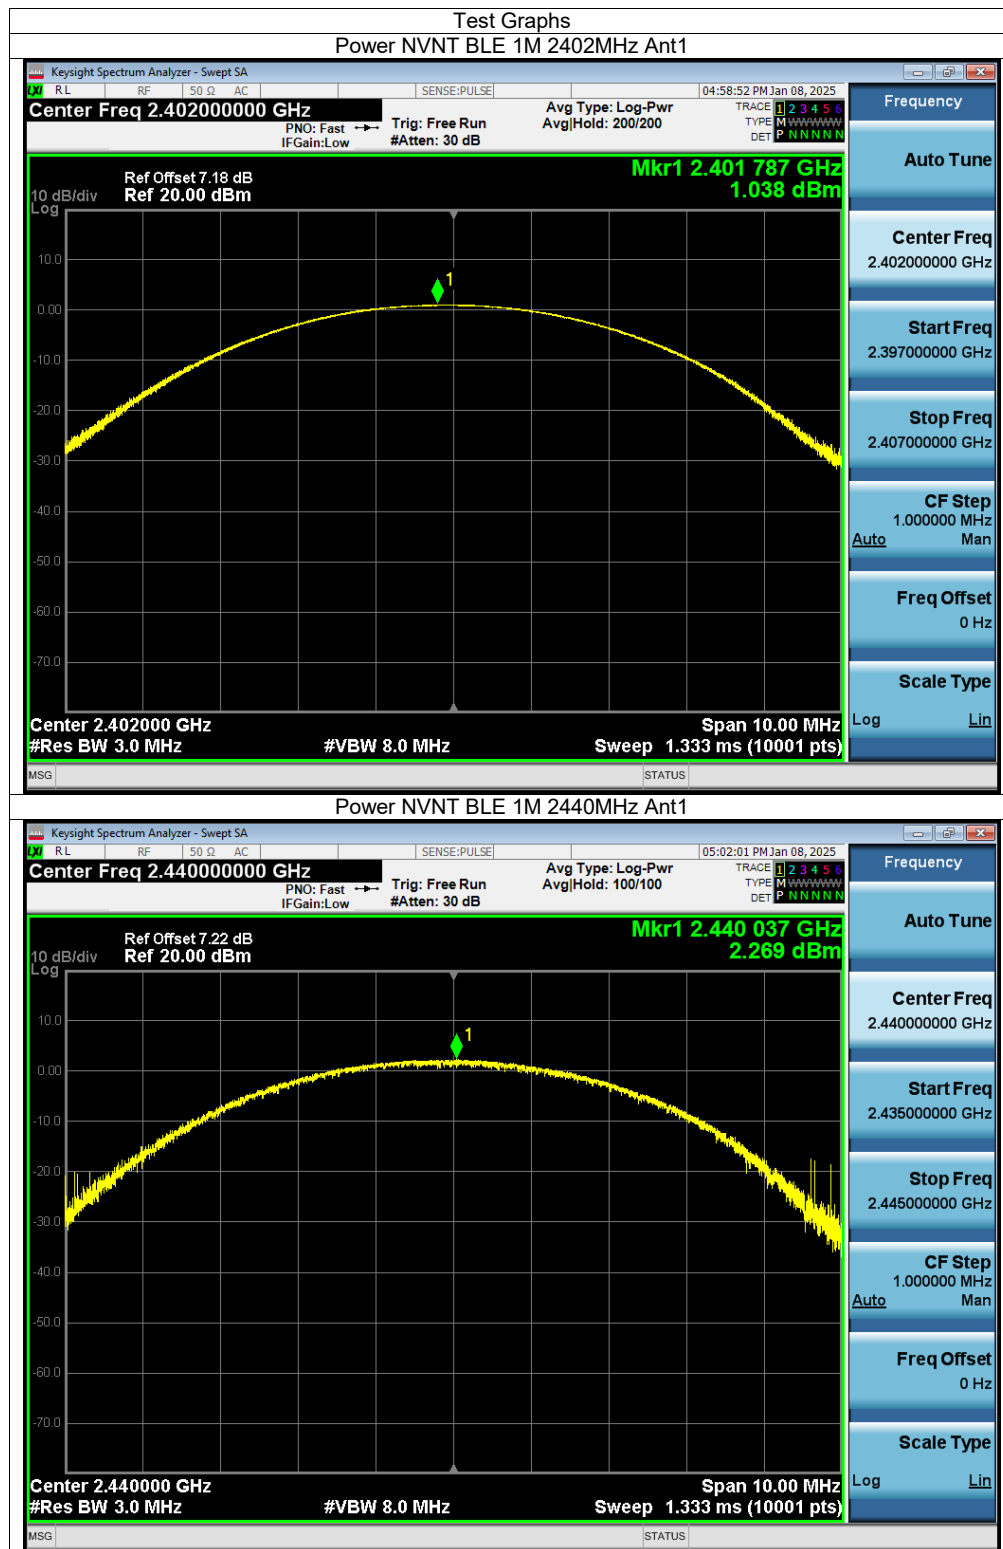 Test Graphs
Power NVNT BLE 1M 2402MHz Ant1
Keysight Spectrum Analyzer - Swept SA
LXI RL RF 50 Ω AC SENSE:PULSE 04:58:52 PM Jan 08, 2025
Center Freq 2.402000000 GHz
PNO: Fast
IFGain:Low
Trig: Free Run
#Atten: 30 dB
Avg Type: Log-Pwr
Avg|Hold: 200/200
TRACE 1 2 3 4 5 6
TYPE M WWWWW
DET P N N N N N
Mkr1 2.401 787 GHz
1.038 dBm
Ref Offset 7.18 dB
10 dB/div Ref 20.00 dBm
Log
10.0
1
0.00
-10.0
-20.0
-30.0
-40.0
-50.0
-60.0
-70.0
Center 2.402000 GHz Span 10.00 MHz
#Res BW 3.0 MHz #VBW 8.0 MHz Sweep 1.333 ms (10001 pts)
MSG STATUS
Frequency
Auto Tune
Center Freq
2.402000000 GHz
Start Freq
2.397000000 GHz
Stop Freq
2.407000000 GHz
CF Step
1.000000 MHz
Auto Man
Freq Offset
0 Hz
Scale Type
Log Lin
Power NVNT BLE 1M 2440MHz Ant1
Keysight Spectrum Analyzer - Swept SA
LXI RL RF 50 Ω AC SENSE:PULSE 05:02:01 PM Jan 08, 2025
Center Freq 2.440000000 GHz
PNO: Fast
IFGain:Low
Trig: Free Run
#Atten: 30 dB
Avg Type: Log-Pwr
Avg|Hold: 100/100
TRACE 1 2 3 4 5 6
TYPE M WWWWW
DET P N N N N N
Mkr1 2.440 037 GHz
2.269 dBm
Ref Offset 7.22 dB
10 dB/div Ref 20.00 dBm
Log
10.0
1
0.00
-10.0
-20.0
-30.0
-40.0
-50.0
-60.0
-70.0
Center 2.440000 GHz Span 10.00 MHz
#Res BW 3.0 MHz #VBW 8.0 MHz Sweep 1.333 ms (10001 pts)
MSG STATUS
Frequency
Auto Tune
Center Freq
2.440000000 GHz
Start Freq
2.435000000 GHz
Stop Freq
2.445000000 GHz
CF Step
1.000000 MHz
Auto Man
Freq Offset
0 Hz
Scale Type
Log Lin